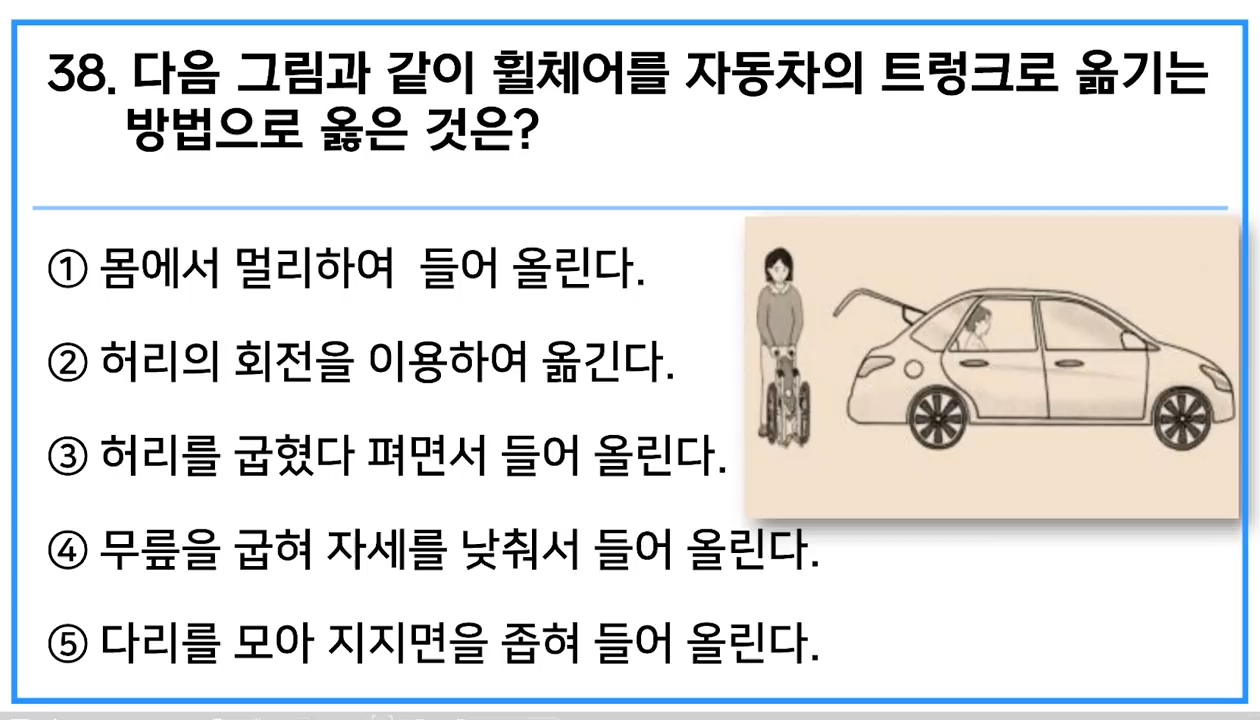 38. 다음 그림과 같이 휠체어를 자동차의 트렁크로 옮기는
방법으로 옳은 것은?
① 몸에서 멀리하여 들어 올린다.
② 허리의 회전을 이용하여 옮긴다.
③ 허리를 굽혔다 펴면서 들어 올린다.
④ 무릎을 굽혀 자세를 낮춰서 들어 올린다.
⑤ 다리를 모아 지지면을 좁혀 들어 올린다.